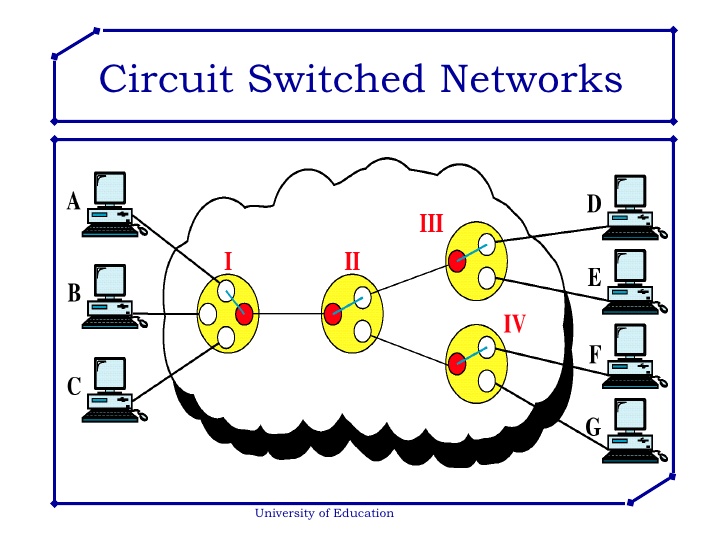 Circuit Switched Networks
A
B
C
I
II
III
IV
D
E
F
G
University of Education